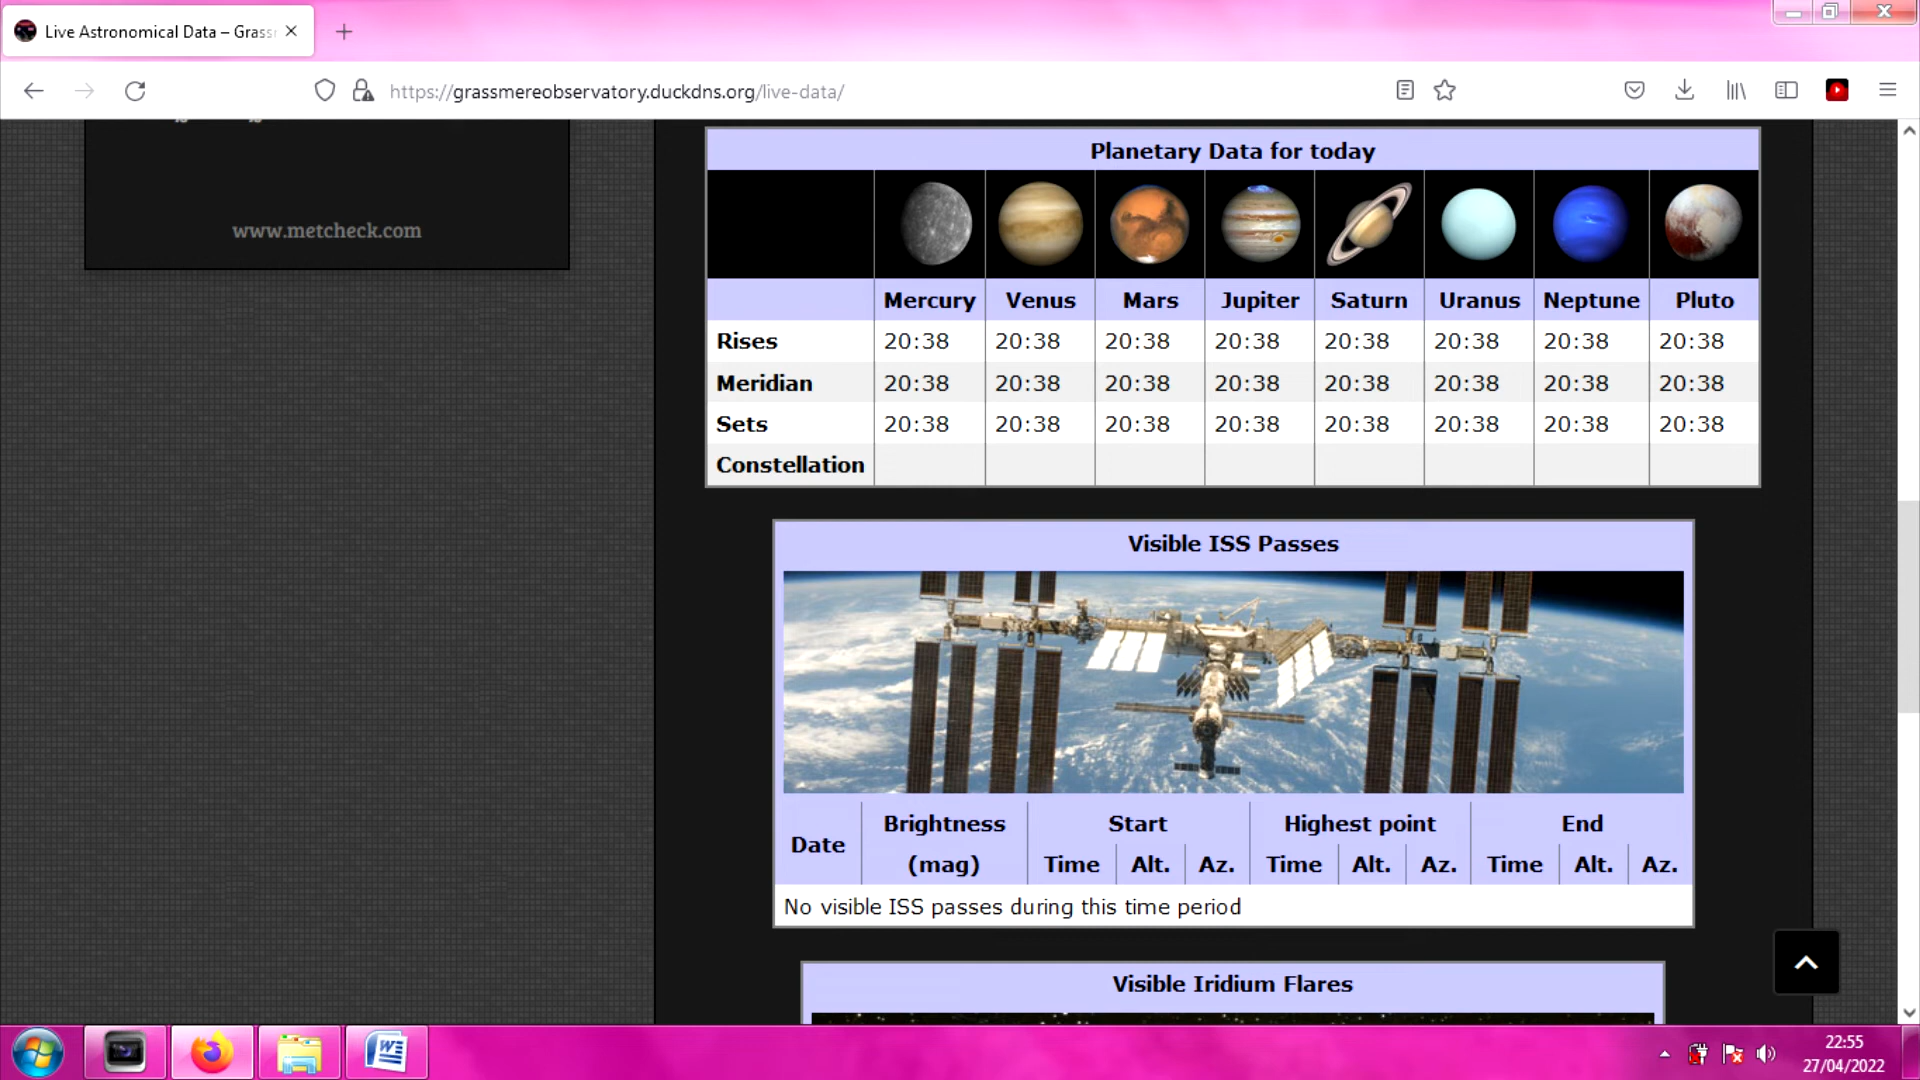 Live Astronomical Data – Grass
https://grassmereobservatory.duckdns.org/live-data/
www.metcheck.com
Planetary Data for today
Mercury Venus Mars Jupiter Saturn Uranus Neptune Pluto
Rises 20:38 20:38 20:38 20:38 20:38 20:38 20:38 20:38
Meridian 20:38 20:38 20:38 20:38 20:38 20:38 20:38 20:38
Sets 20:38 20:38 20:38 20:38 20:38 20:38 20:38 20:38
Constellation
Visible ISS Passes
Date Brightness Start Highest point End
(mag) Time Alt. Az. Time Alt. Az. Time Alt. Az.
No visible ISS passes during this time period
Visible Iridium Flares
22:55
27/04/2022